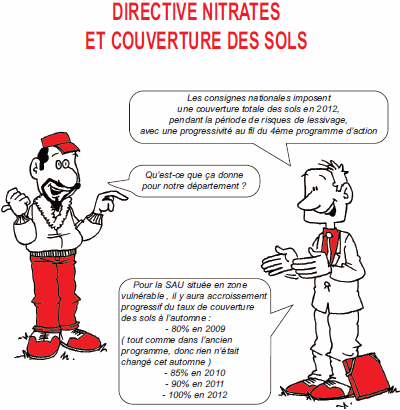 DIRECTIVE NITRATES
ET COUVERTURE DES SOLS
Les consignes nationales imposent
une couverture totale des sols en 2012,
pendant la période de risques de lessivage,
avec une progressivité au fil du 4ème programme d'action
Qu'est-ce que ça donne
pour notre département ?
Pour la SAU située en zone
vulnérable , il y aura accroissement
progressif du taux de couverture
des sols à l'automne :
- 80% en 2009
( tout comme dans l'ancien
programme, donc rien n'était
changé cet automne )
- 85% en 2010
- 90% en 2011
- 100% en 2012